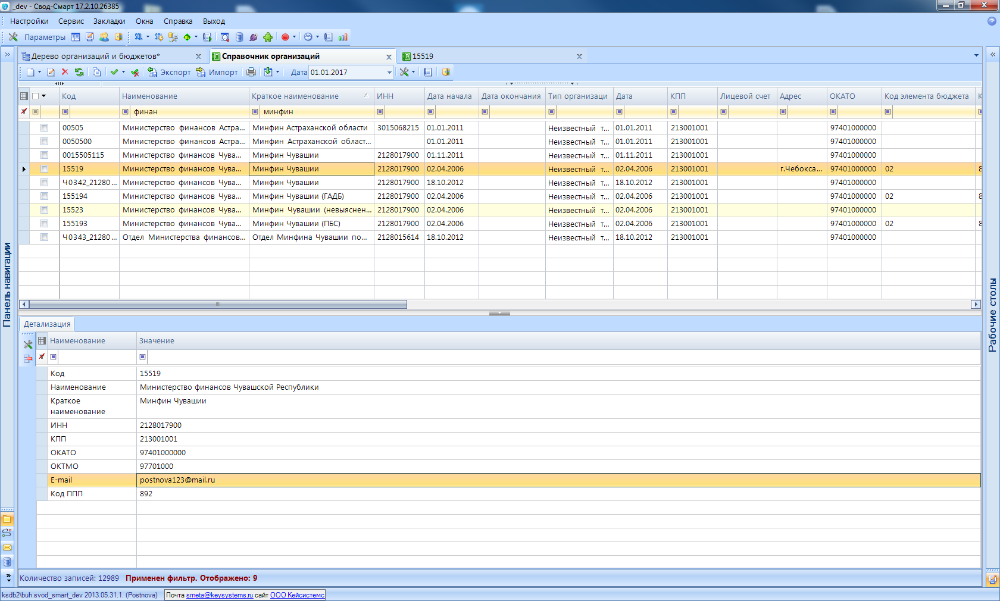 _dev - Свод-Смарт 17.2.10.26385
Настройки Сервис Закладки Окна Справка Выход
Параметры
Дерево организаций и бюджетов* Справочник организаций 15519
Экспорт Импорт Дата 01.01.2017
Код Наименование Краткое наименование ИНН Дата начала Дата окончания Тип организаци Дата КПП Лицевой счет Адрес ОКАТО Код элемента бюджета
финан минфин
00505 Министерство финансов Астра... Минфин Астраханской области 3015068215 01.01.2011 Неизвестный т... 01.01.2011 213001001 97401000000
0050500 Министерство финансов Астра... Минфин Астраханской област... 01.01.2011 Неизвестный т... 01.01.2011 213001001 97401000000
0015505115 Министерство финансов Чува... Минфин Чувашии 2128017900 01.11.2011 Неизвестный т... 01.11.2011 213001001 97401000000
15519 Министерство финансов Чува... Минфин Чувашии 2128017900 02.04.2006 Неизвестный т... 02.04.2006 213001001 г.Чебокса... 97401000000 02 8
Ч0342_21280... Министерство финансов Чува... Минфин Чувашии 2128017900 18.10.2012 Неизвестный т... 18.10.2012 213001001 97401000000
155194 Министерство финансов Чува... Минфин Чувашии (ГАДБ) 2128017900 02.04.2006 Неизвестный т... 02.04.2006 213001001 97401000000 02 8
15523 Министерство финансов Чува... Минфин Чувашии (невыяснен... 2128017900 02.04.2006 Неизвестный т... 02.04.2006 213001001 97401000000
155193 Министерство финансов Чува... Минфин Чувашии (ПБС) 2128017900 02.04.2006 Неизвестный т... 02.04.2006 213001001 97401000000 02 8
Ч0343_21280... Отдел Министерства финансов... Отдел Минфина Чувашии по... 2128015614 18.10.2012 Неизвестный т... 18.10.2012 213001001 97401000000
Панель навигации
Рабочие столы
Детализация
Наименование Значение
Код 15519
Наименование Министерство финансов Чувашской Республики
Краткое наименование Минфин Чувашии
ИНН 2128017900
КПП 213001001
ОКАТО 97401000000
ОКТМО 97701000
E-mail postnova123@mail.ru
Код ППП 892
Количество записей: 12989 Применен фильтр. Отображено: 9
ksdb2\buh.svod_smart_dev 2013.05.31.1. (Postnova) Почта smeta@keysystems.ru сайт ООО Кейсистемс